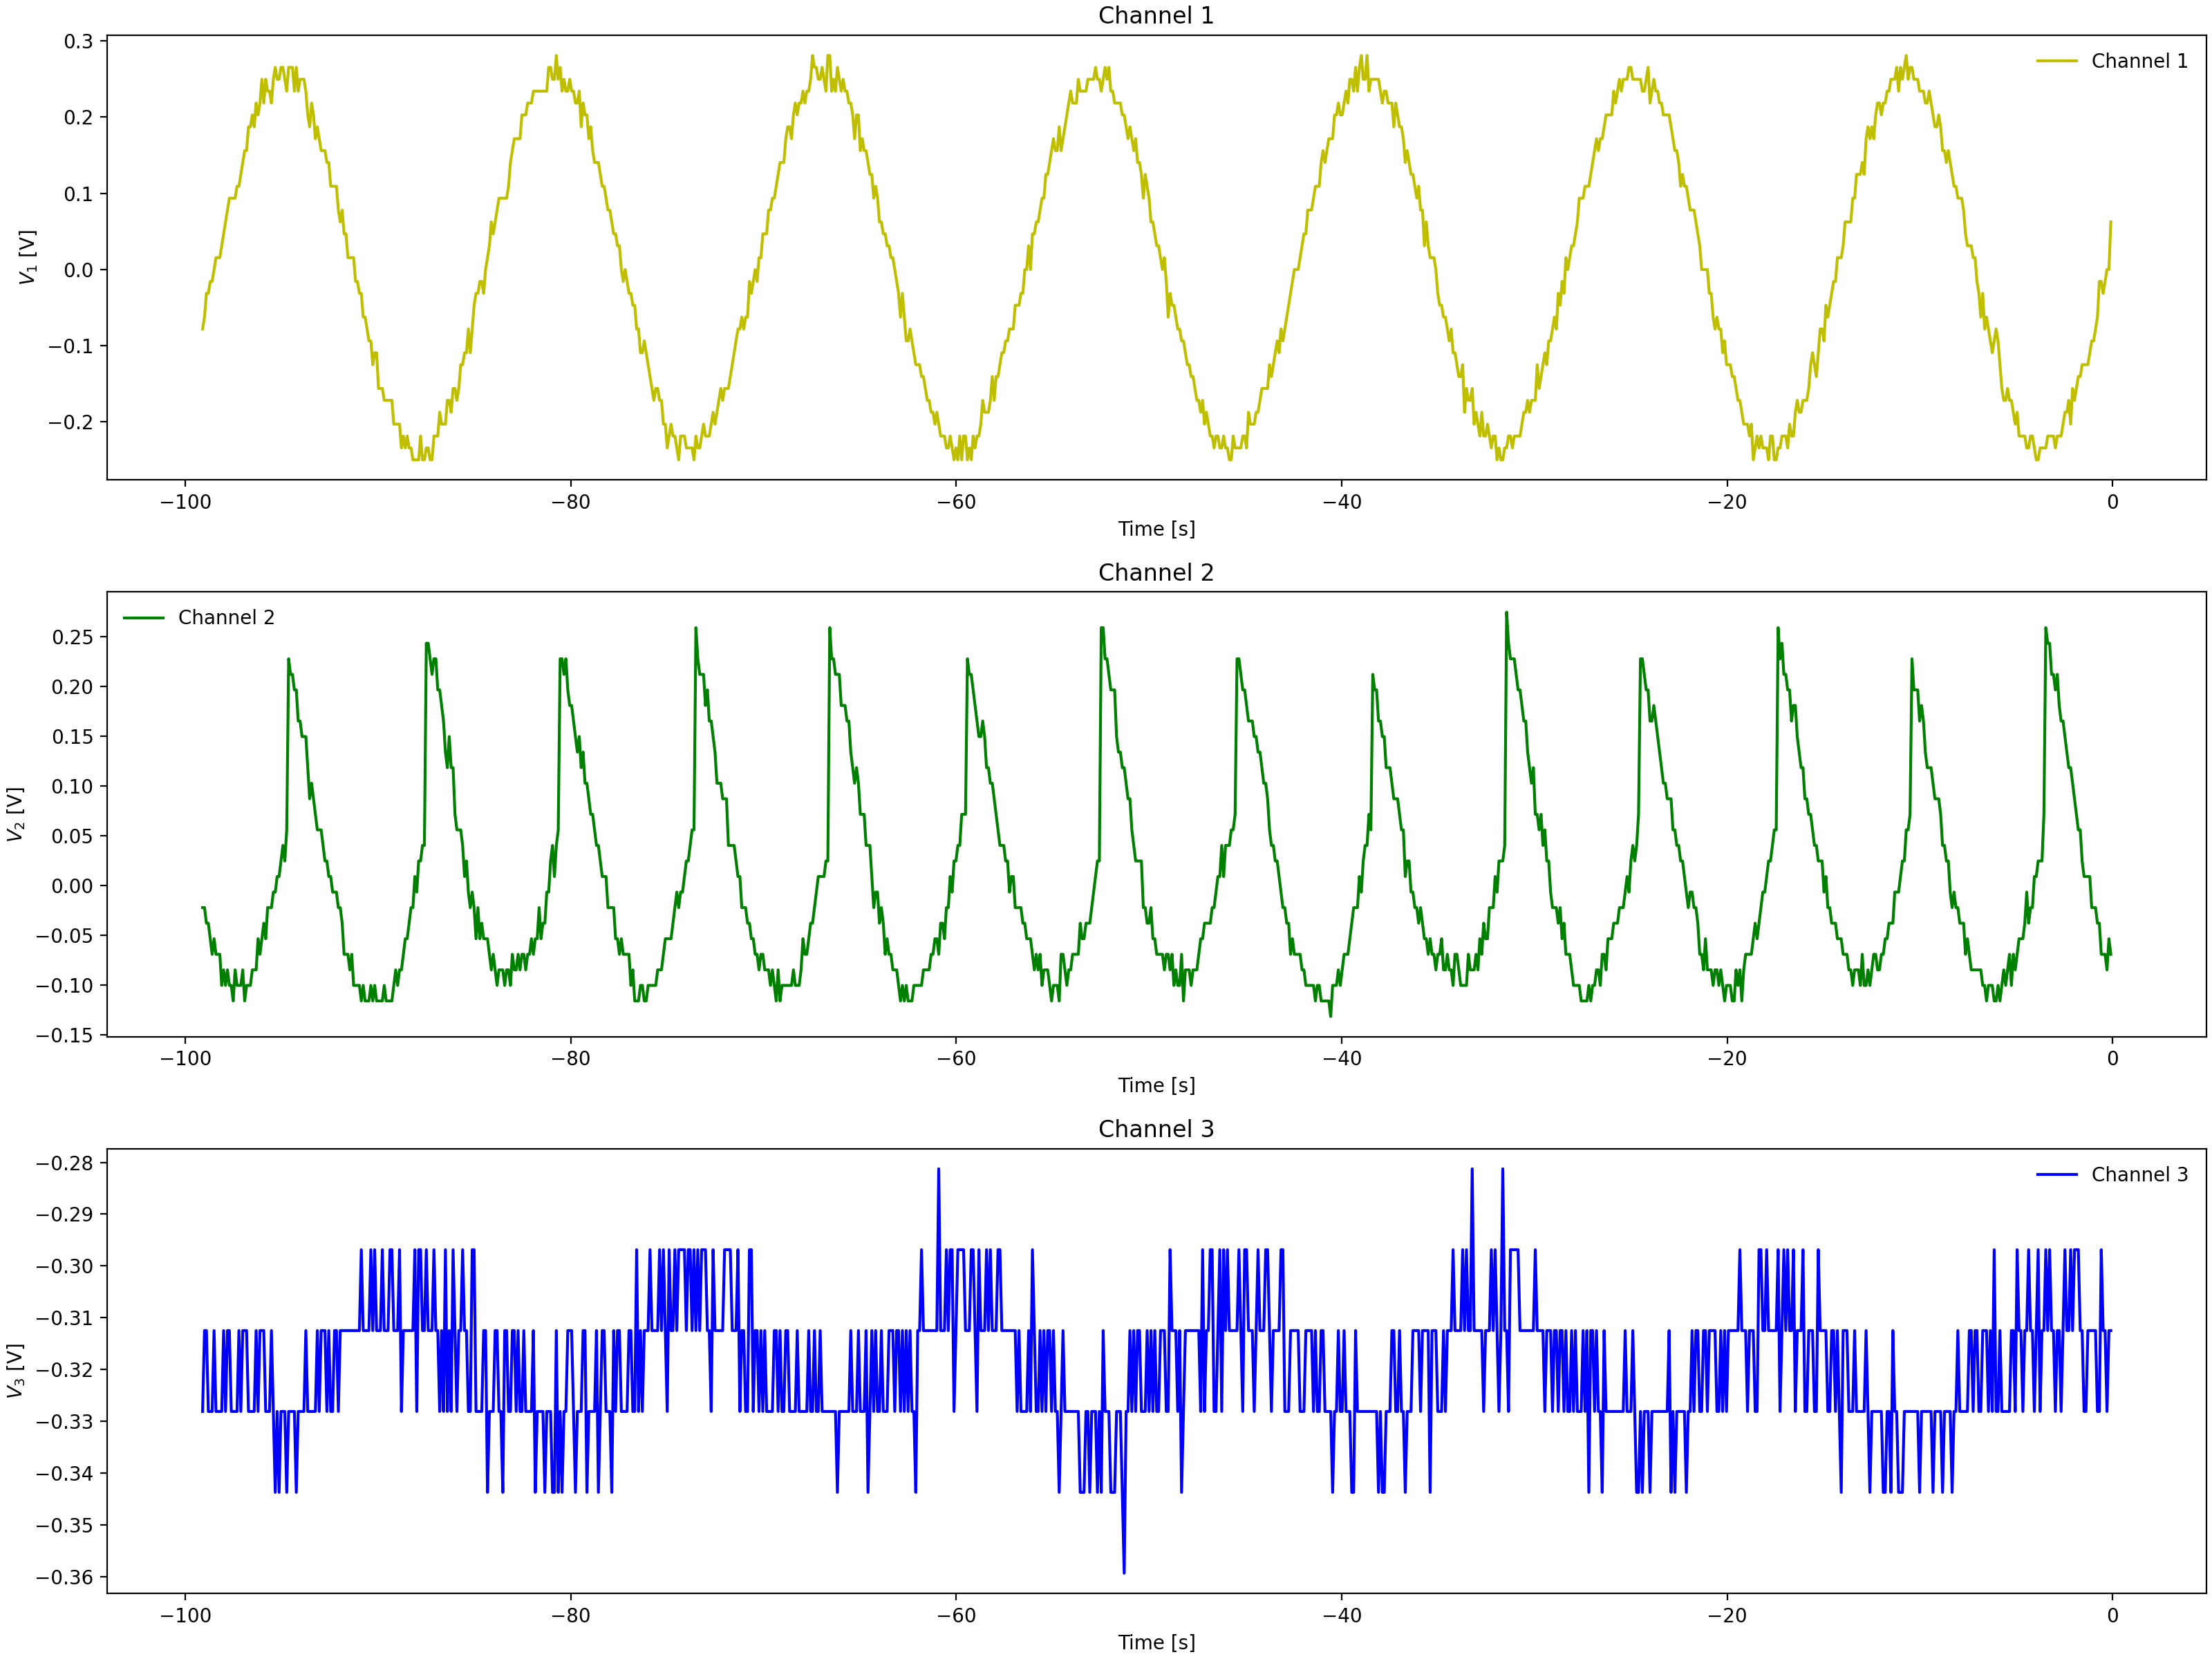 Channel 1
0.3
0.2
0.1
0.0
−0.1
−0.2
V1 [V]
Channel 1
−100 −80 −60 −40 −20 0
Time [s]
Channel 2
0.25
0.20
0.15
0.10
0.05
0.00
−0.05
−0.10
−0.15
V2 [V]
Channel 2
−100 −80 −60 −40 −20 0
Time [s]
Channel 3
−0.28
−0.29
−0.30
−0.31
−0.32
−0.33
−0.34
−0.35
−0.36
V3 [V]
Channel 3
−100 −80 −60 −40 −20 0
Time [s]